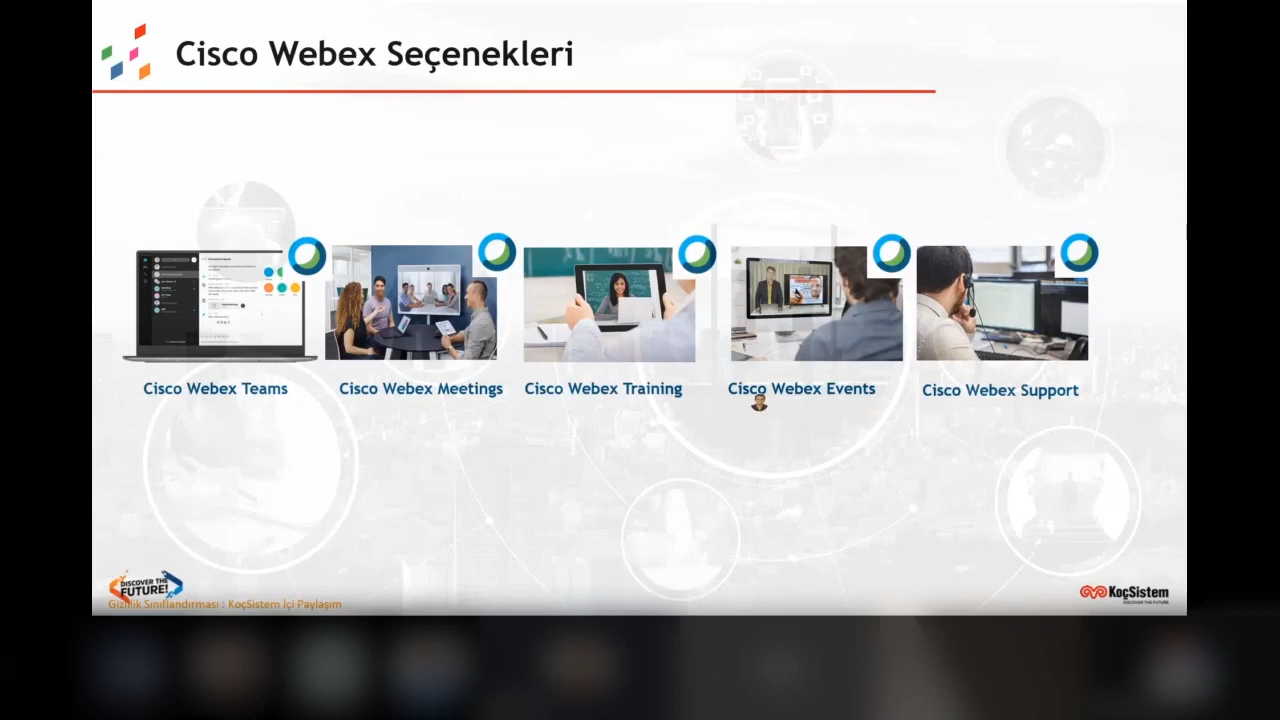 Cisco Webex Seçenekleri
Cisco Webex Teams
Cisco Webex Meetings
Cisco Webex Training
Cisco Webex Events
Cisco Webex Support
DISCOVER THE
FUTURE!
Gizlilik Sınıflandırması : KoçSistem İçi Paylaşım
KoçSistem
DISCOVER THE FUTURE